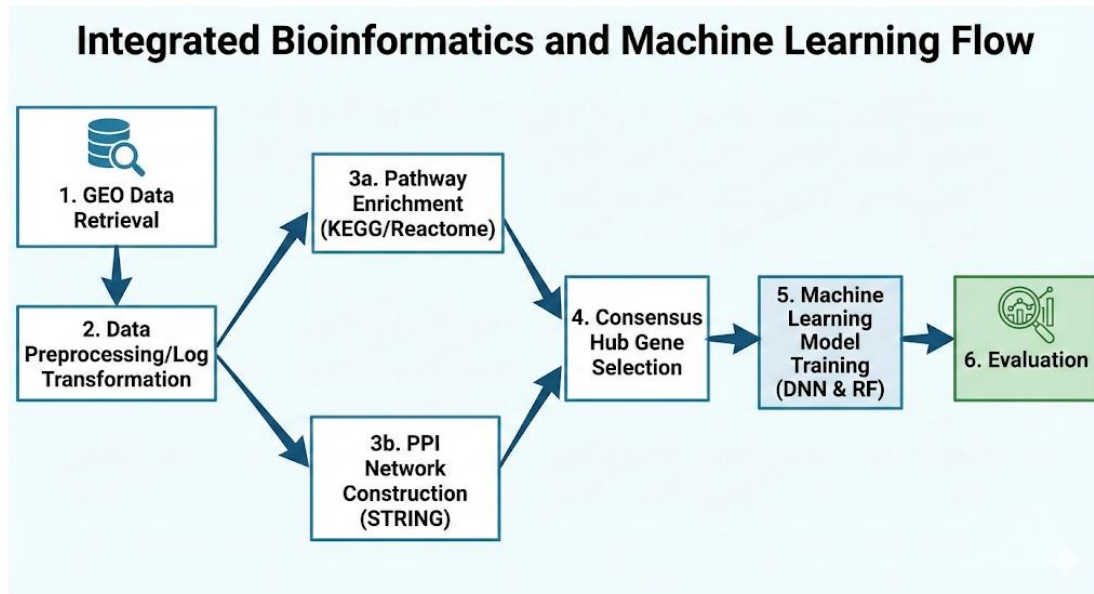 Integrated Bioinformatics and Machine Learning Flow
1. GEO Data
Retrieval
2. Data
Preprocessing/Log
Transformation
3a. Pathway
Enrichment
(KEGG/Reactome)
3b. PPI
Network
Construction
(STRING)
4. Consensus
Hub Gene
Selection
5. Machine
Learning
Model
Training
(DNN & RF)
6. Evaluation